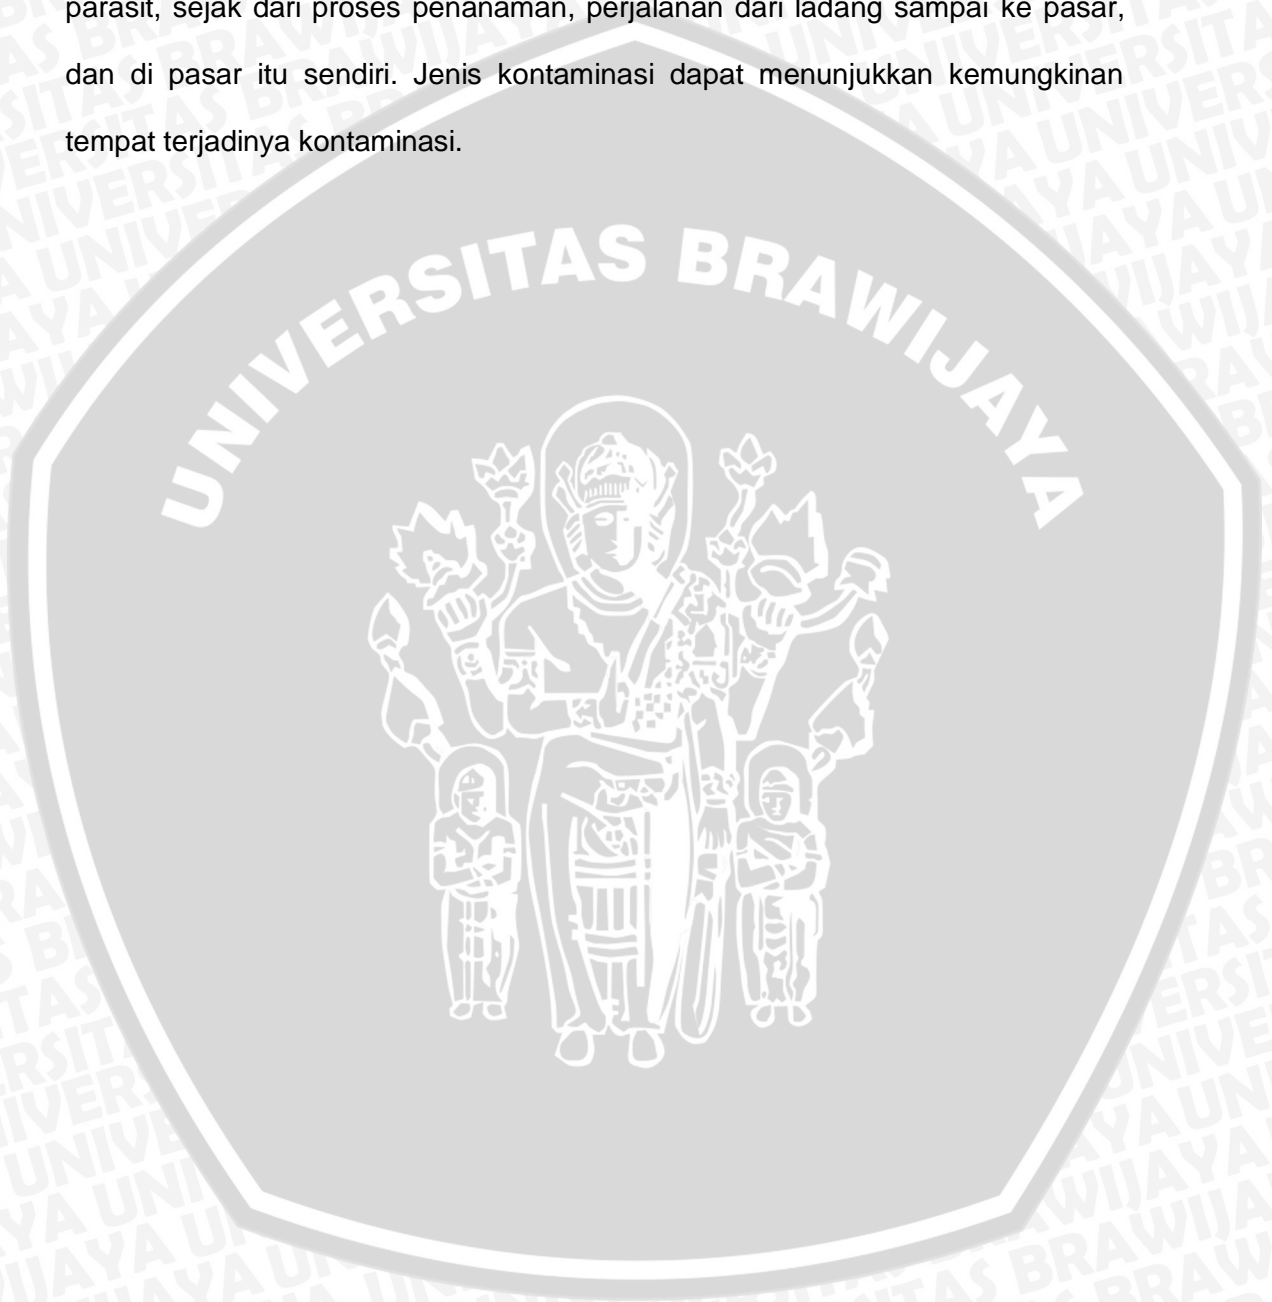 parasit, sejak dari proses penanaman, perjalanan dari ladang sampai ke pasar,
dan di pasar itu sendiri. Jenis kontaminasi dapat menunjukkan kemungkinan
tempat terjadinya kontaminasi.
UNIVERSITAS BRAWIJAYA